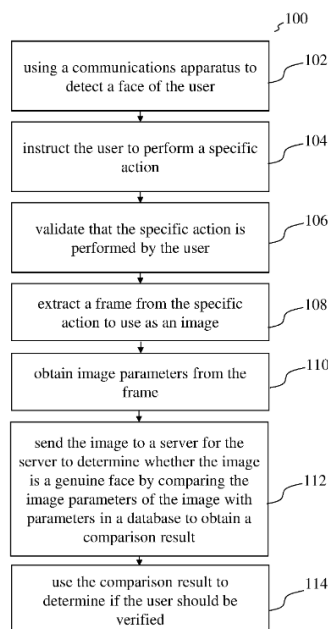 100
using a communications apparatus to
detect a face of the user
102
instruct the user to perform a specific
action
104
validate that the specific action is
performed by the user
106
extract a frame from the specific
action to use as an image
108
obtain image parameters from the
frame
110
send the image to a server for the
server to determine whether the image
is a genuine face by comparing the
image parameters of the image with
parameters in a database to obtain a
comparison result
112
use the comparison result to
determine if the user should be
verified
114